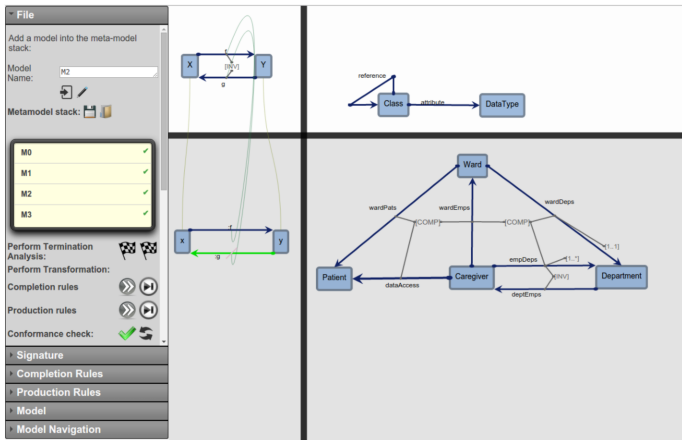 File
Add a model into the meta-model
stack:
Model
Name:
M2
Metamodel stack:
M0
M1
M2
M3
Perform Termination
Analysis:
Perform Transformation:
Completion rules
Production rules
Conformance check:
Signature
Completion Rules
Production Rules
Model
Model Navigation
X
[INV]
Y
g
x
:f
y
:g
reference
Class
attribute
DataType
Ward
wardPats
wardEmps
wardDeps
[COMP]
[COMP]
[1..1]
empDeps
[1..*]
Patient
Caregiver
[INV]
Department
dataAccess
deptEmps